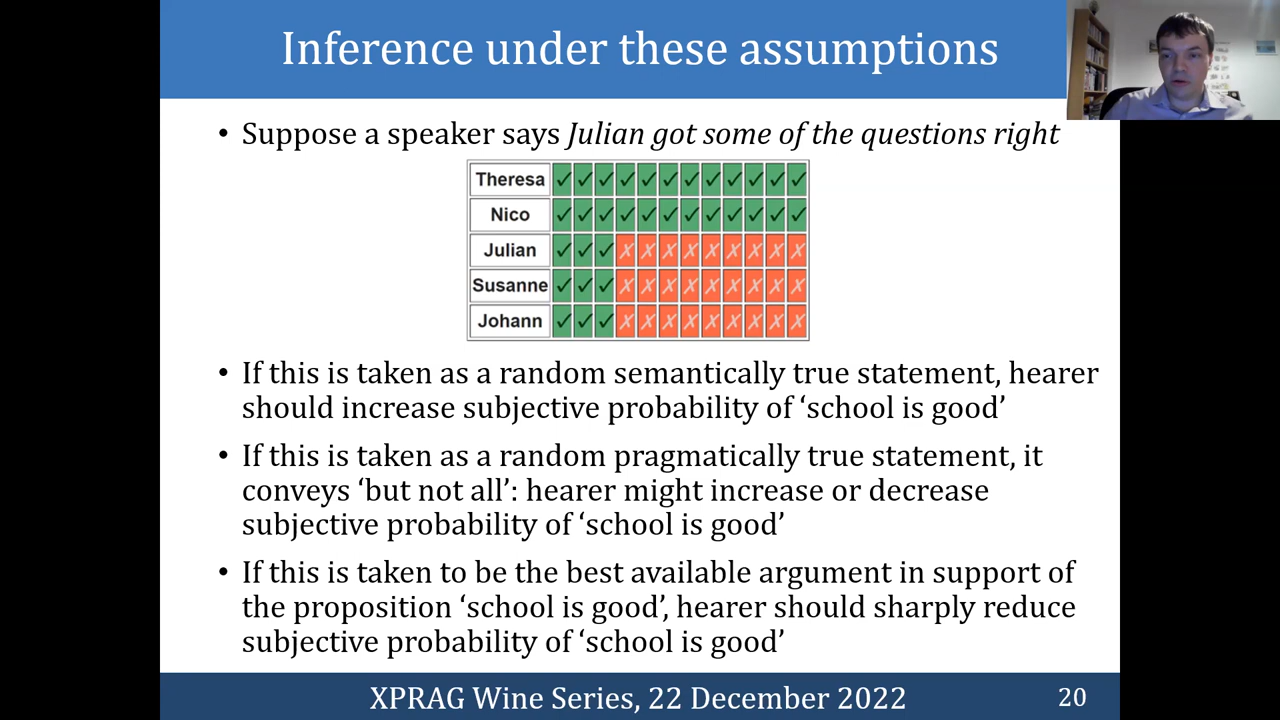 Inference under these assumptions
• Suppose a speaker says Julian got some of the questions right
Theresa ✓ ✓ ✓ ✓ ✓ ✓ ✓ ✓ ✓ ✓ ✓ ✓
Nico ✓ ✓ ✓ ✓ ✓ ✓ ✓ ✓ ✓ ✓ ✓ ✓
Julian ✓ ✓ ✓ ✗ ✗ ✗ ✗ ✗ ✗ ✗ ✗ ✗
Susanne ✓ ✓ ✓ ✗ ✗ ✗ ✗ ✗ ✗ ✗ ✗ ✗
Johann ✓ ✓ ✓ ✗ ✗ ✗ ✗ ✗ ✗ ✗ ✗ ✗
• If this is taken as a random semantically true statement, hearer
should increase subjective probability of ‘school is good’
• If this is taken as a random pragmatically true statement, it
conveys ‘but not all’: hearer might increase or decrease
subjective probability of ‘school is good’
• If this is taken to be the best available argument in support of
the proposition ‘school is good’, hearer should sharply reduce
subjective probability of ‘school is good’
XPRAG Wine Series, 22 December 2022
20